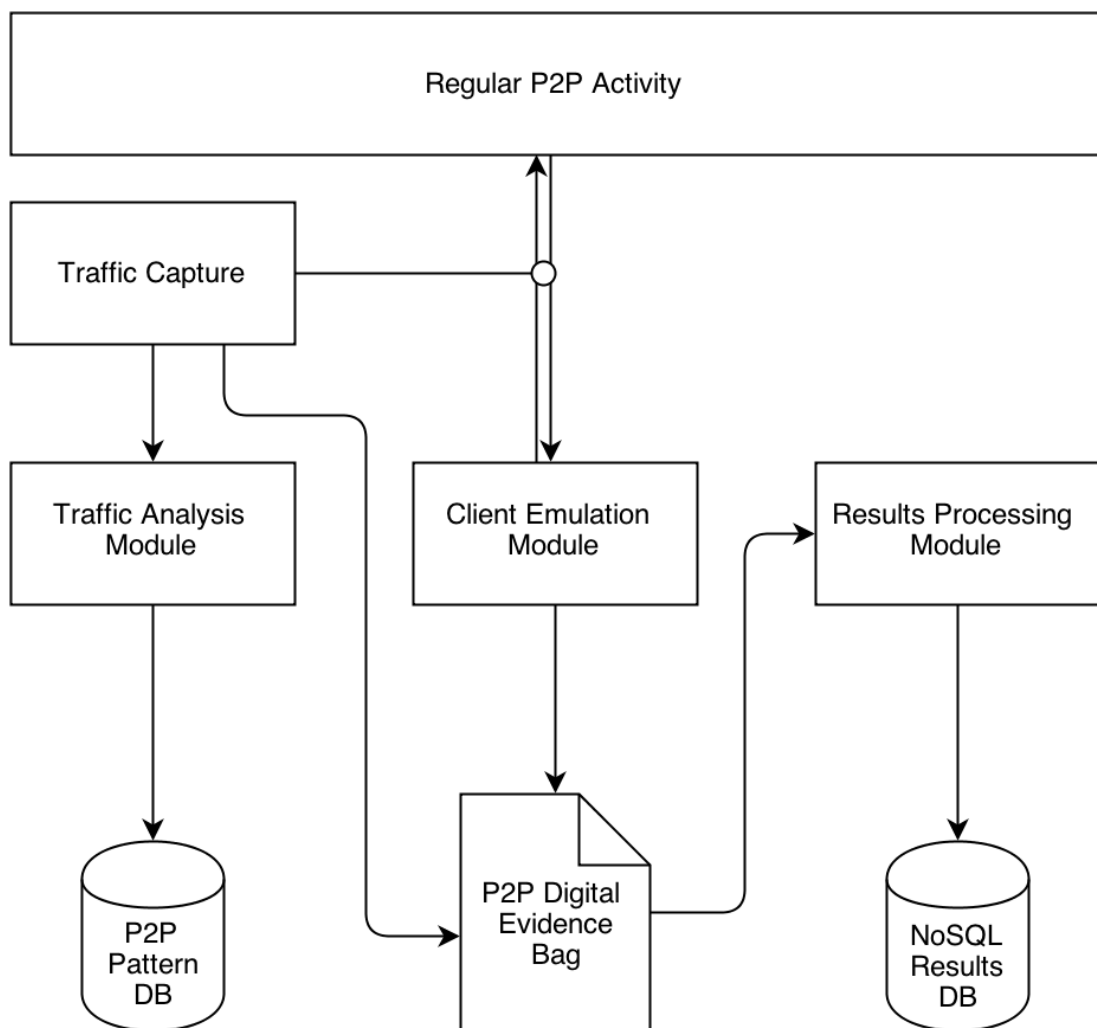 Regular P2P Activity
Traffic Capture
Traffic Analysis
Module
Client Emulation
Module
Results Processing
Module
P2P
Pattern
DB
P2P Digital
Evidence
Bag
NoSQL
Results
DB